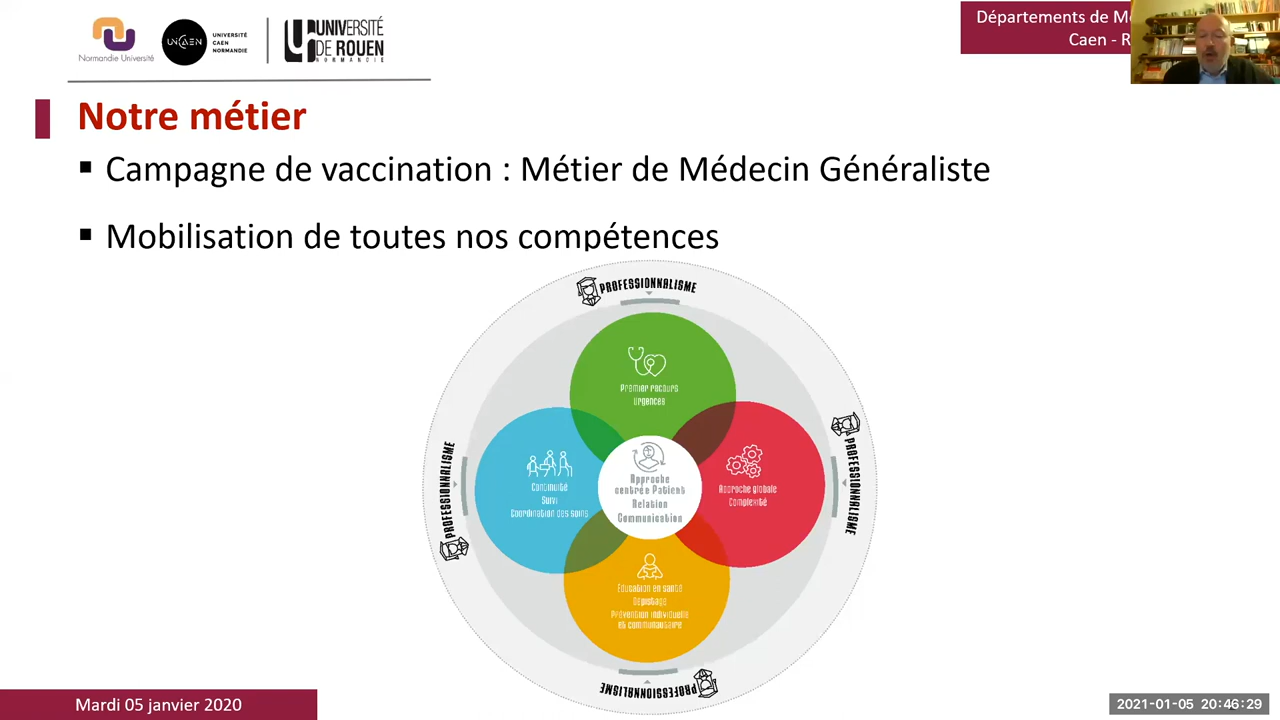 Normandie Université
UNICAEN
UNIVERSITÉ
CAEN
NORMANDIE
UNIVERSITÉ
DE ROUEN
NORMANDIE
Départements de M
Caen - R
Notre métier
▪ Campagne de vaccination : Métier de Médecin Généraliste
▪ Mobilisation de toutes nos compétences
PROFESSIONNALISME
Premier recours
Urgences
PROFESSIONNALISME
PROFESSIONNALISME
Continuité
Suivi
Coordination des soins
Approche
centrée Patient
Relation
Communication
Approche globale
Complexité
Education en santé
Dépistage
Prévention individuelle
et communautaire
PROFESSIONNALISME
Mardi 05 janvier 2020
2021-01-05 20:46:29